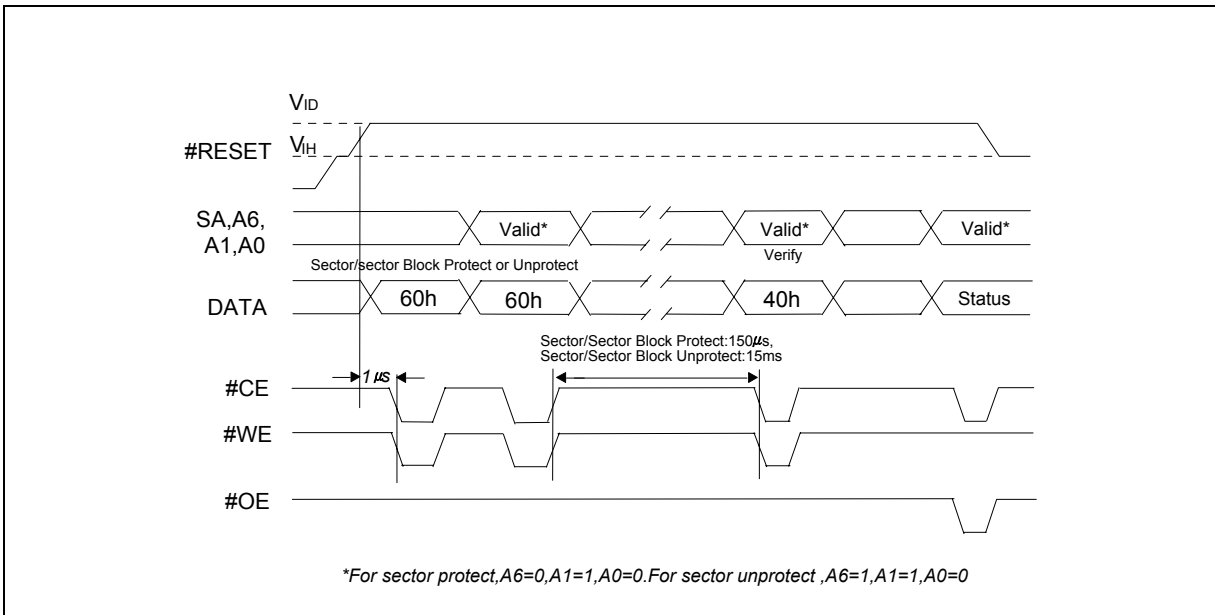 VID
#RESET
VIH
SA,A6,
A1,A0
Valid*
Valid*
Valid*
Verify
Sector/sector Block Protect or Unprotect
DATA
60h
60h
40h
Status
Sector/Sector Block Protect:150μs,
Sector/Sector Block Unprotect:15ms
1 μs
#CE
#WE
#OE
*For sector protect,A6=0,A1=1,A0=0.For sector unprotect ,A6=1,A1=1,A0=0